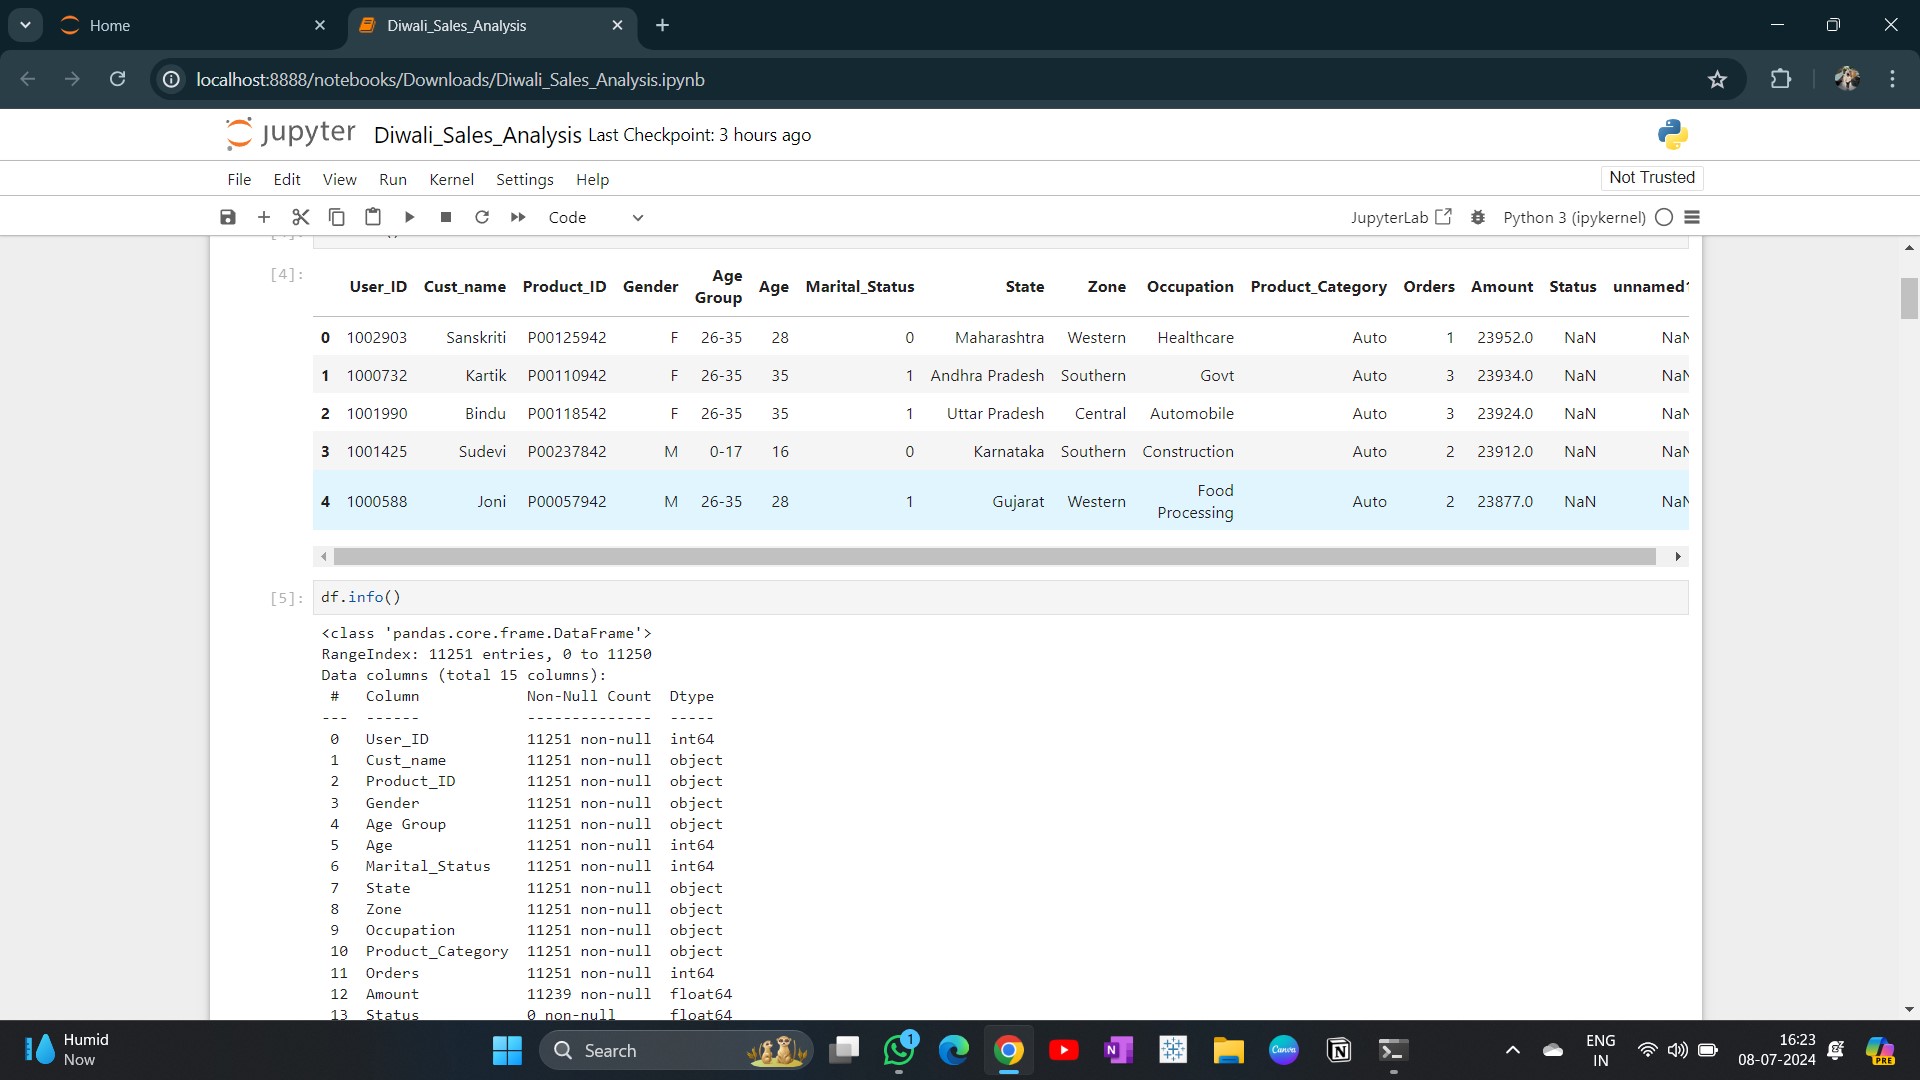 Home
Diwali_Sales_Analysis
localhost:8888/notebooks/Downloads/Diwali_Sales_Analysis.ipynb
jupyter Diwali_Sales_Analysis Last Checkpoint: 3 hours ago
File Edit View Run Kernel Settings Help
Not Trusted
Code
JupyterLab Python 3 (ipykernel)
[4]:
User_ID Cust_name Product_ID Gender Age Group Age Marital_Status State Zone Occupation Product_Category Orders Amount Status unnamed1
0 1002903 Sanskriti P00125942 F 26-35 28 0 Maharashtra Western Healthcare Auto 1 23952.0 NaN NaN
1 1000732 Kartik P00110942 F 26-35 35 1 Andhra Pradesh Southern Govt Auto 3 23934.0 NaN NaN
2 1001990 Bindu P00118542 F 26-35 35 1 Uttar Pradesh Central Automobile Auto 3 23924.0 NaN NaN
3 1001425 Sudevi P00237842 M 0-17 16 0 Karnataka Southern Construction Auto 2 23912.0 NaN NaN
4 1000588 Joni P00057942 M 26-35 28 1 Gujarat Western Food Processing Auto 2 23877.0 NaN NaN
[5]: df.info()
<class 'pandas.core.frame.DataFrame'>
RangeIndex: 11251 entries, 0 to 11250
Data columns (total 15 columns):
# Column Non-Null Count Dtype
--- ------ -------------- -----
0 User_ID 11251 non-null int64
1 Cust_name 11251 non-null object
2 Product_ID 11251 non-null object
3 Gender 11251 non-null object
4 Age Group 11251 non-null object
5 Age 11251 non-null int64
6 Marital_Status 11251 non-null int64
7 State 11251 non-null object
8 Zone 11251 non-null object
9 Occupation 11251 non-null object
10 Product_Category 11251 non-null object
11 Orders 11251 non-null int64
12 Amount 11239 non-null float64
13 Status 0 non-null float64
Humid
Now
Search
1
Canva
ENG
IN
16:23
08-07-2024
PRE